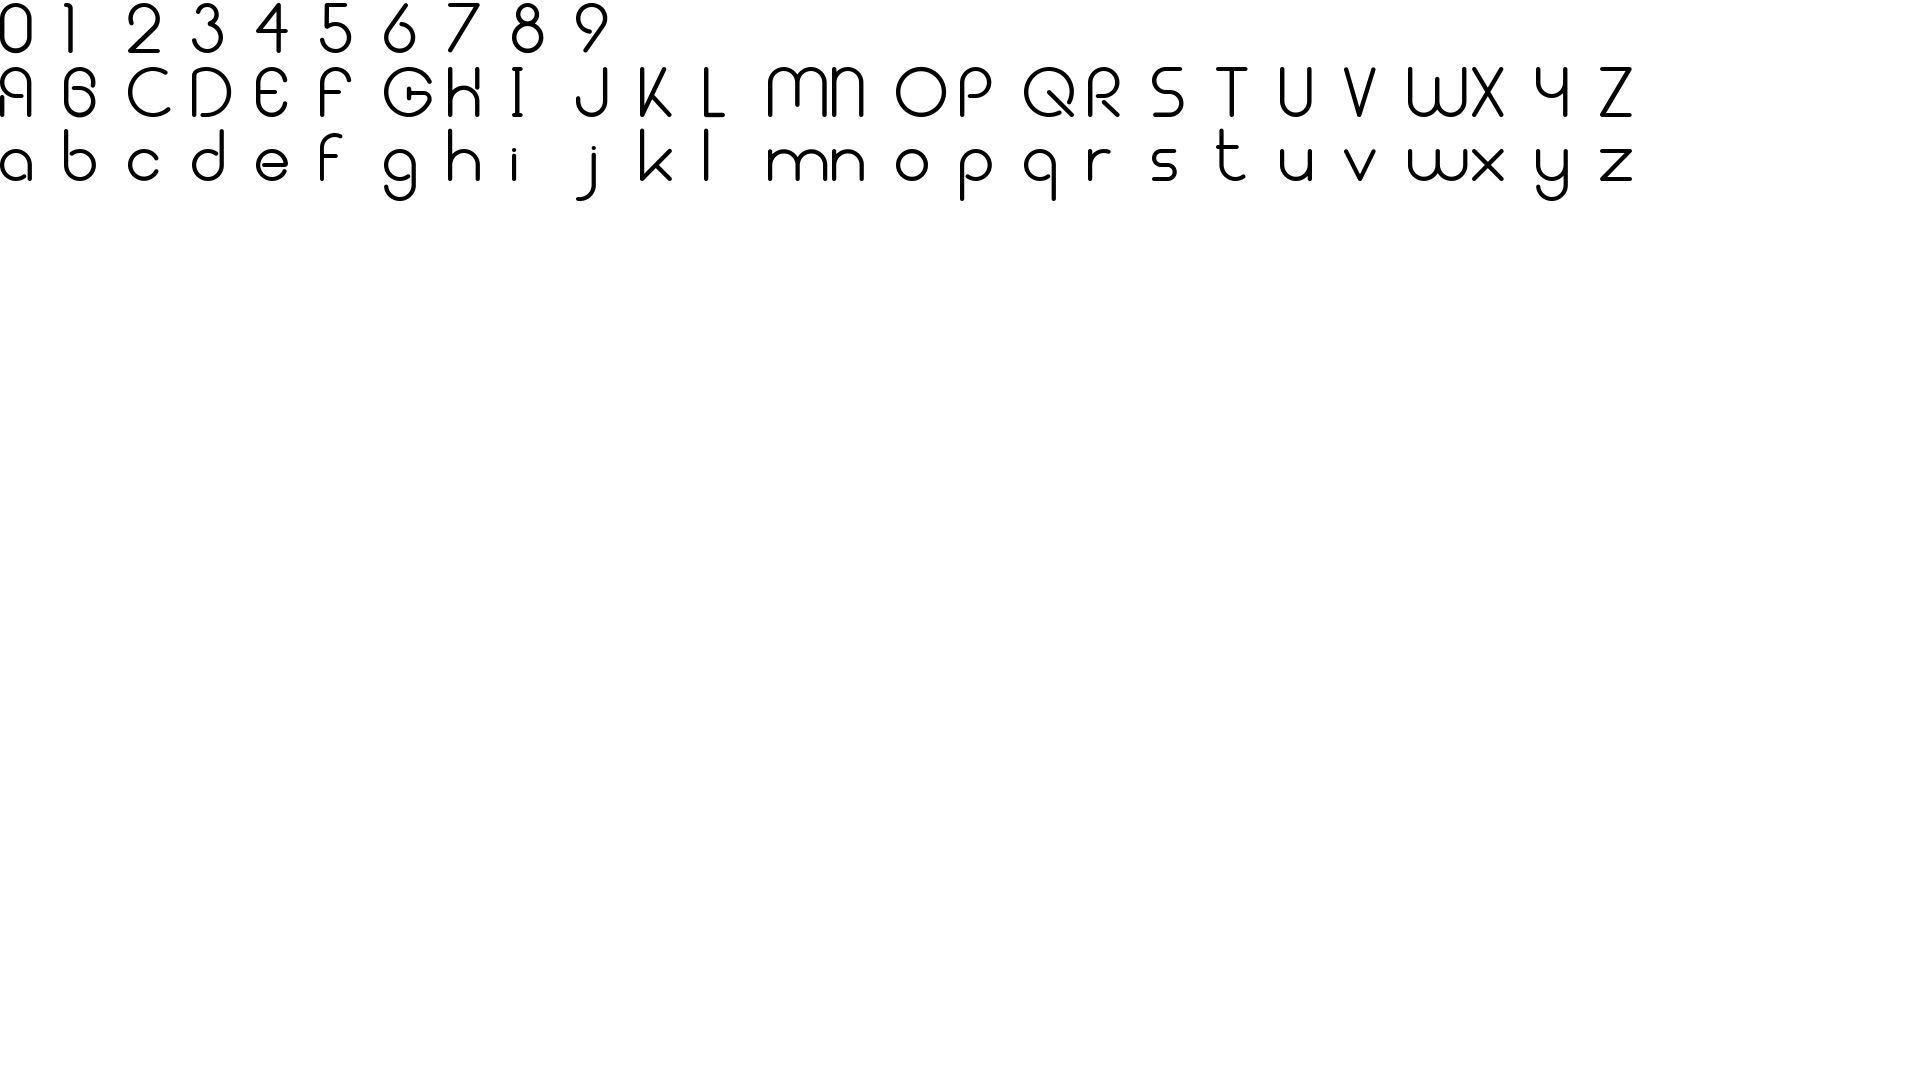 0 1 2 3 4 5 6 7 8 9
A B C D E F G H I J K L M N O P Q R S T U V W X Y Z
a b c d e f g h i j k l m n o p q r s t u v w x y z